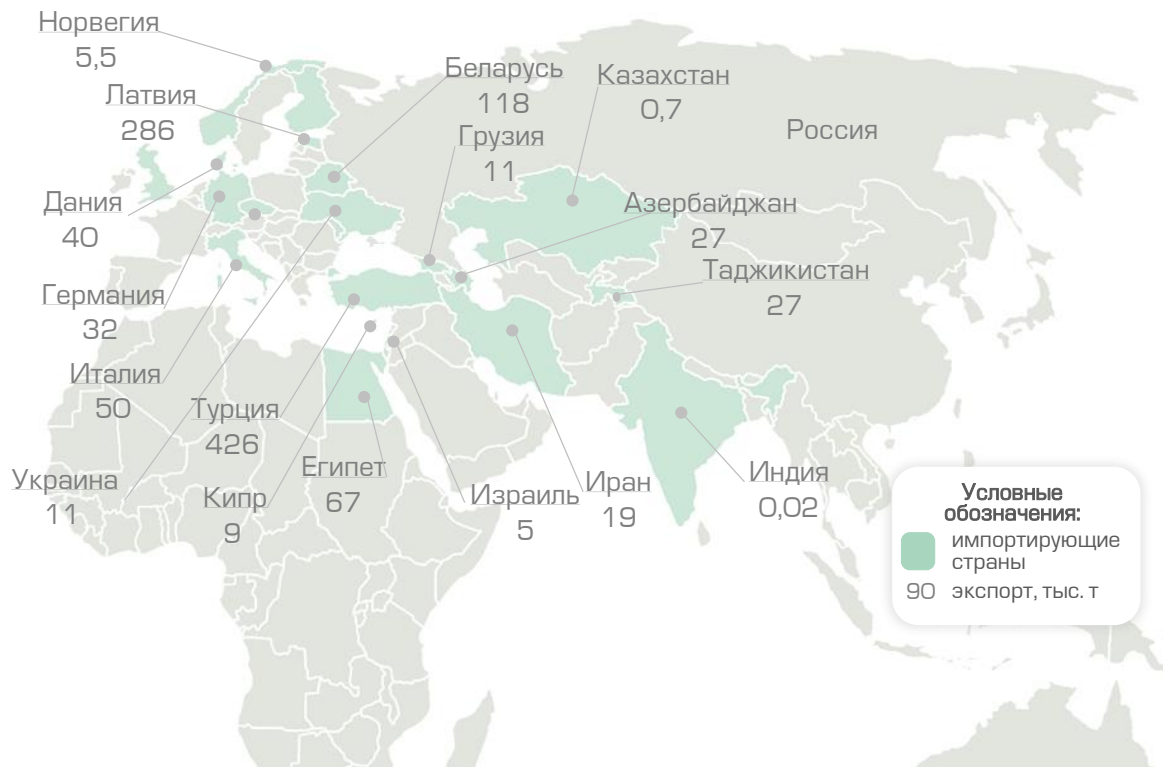 Норвегия
5,5
Латвия
286
Дания
40
Германия
32
Италия
50
Украина
11
Турция
426
Кипр
9
Египет
67
Израиль
5
Иран
19
Индия
0,02
Беларусь
118
Грузия
11
Казахстан
0,7
Азербайджан
27
Таджикистан
27
Россия
Условные
обозначения:
импортирующие
страны
90 экспорт, тыс. т